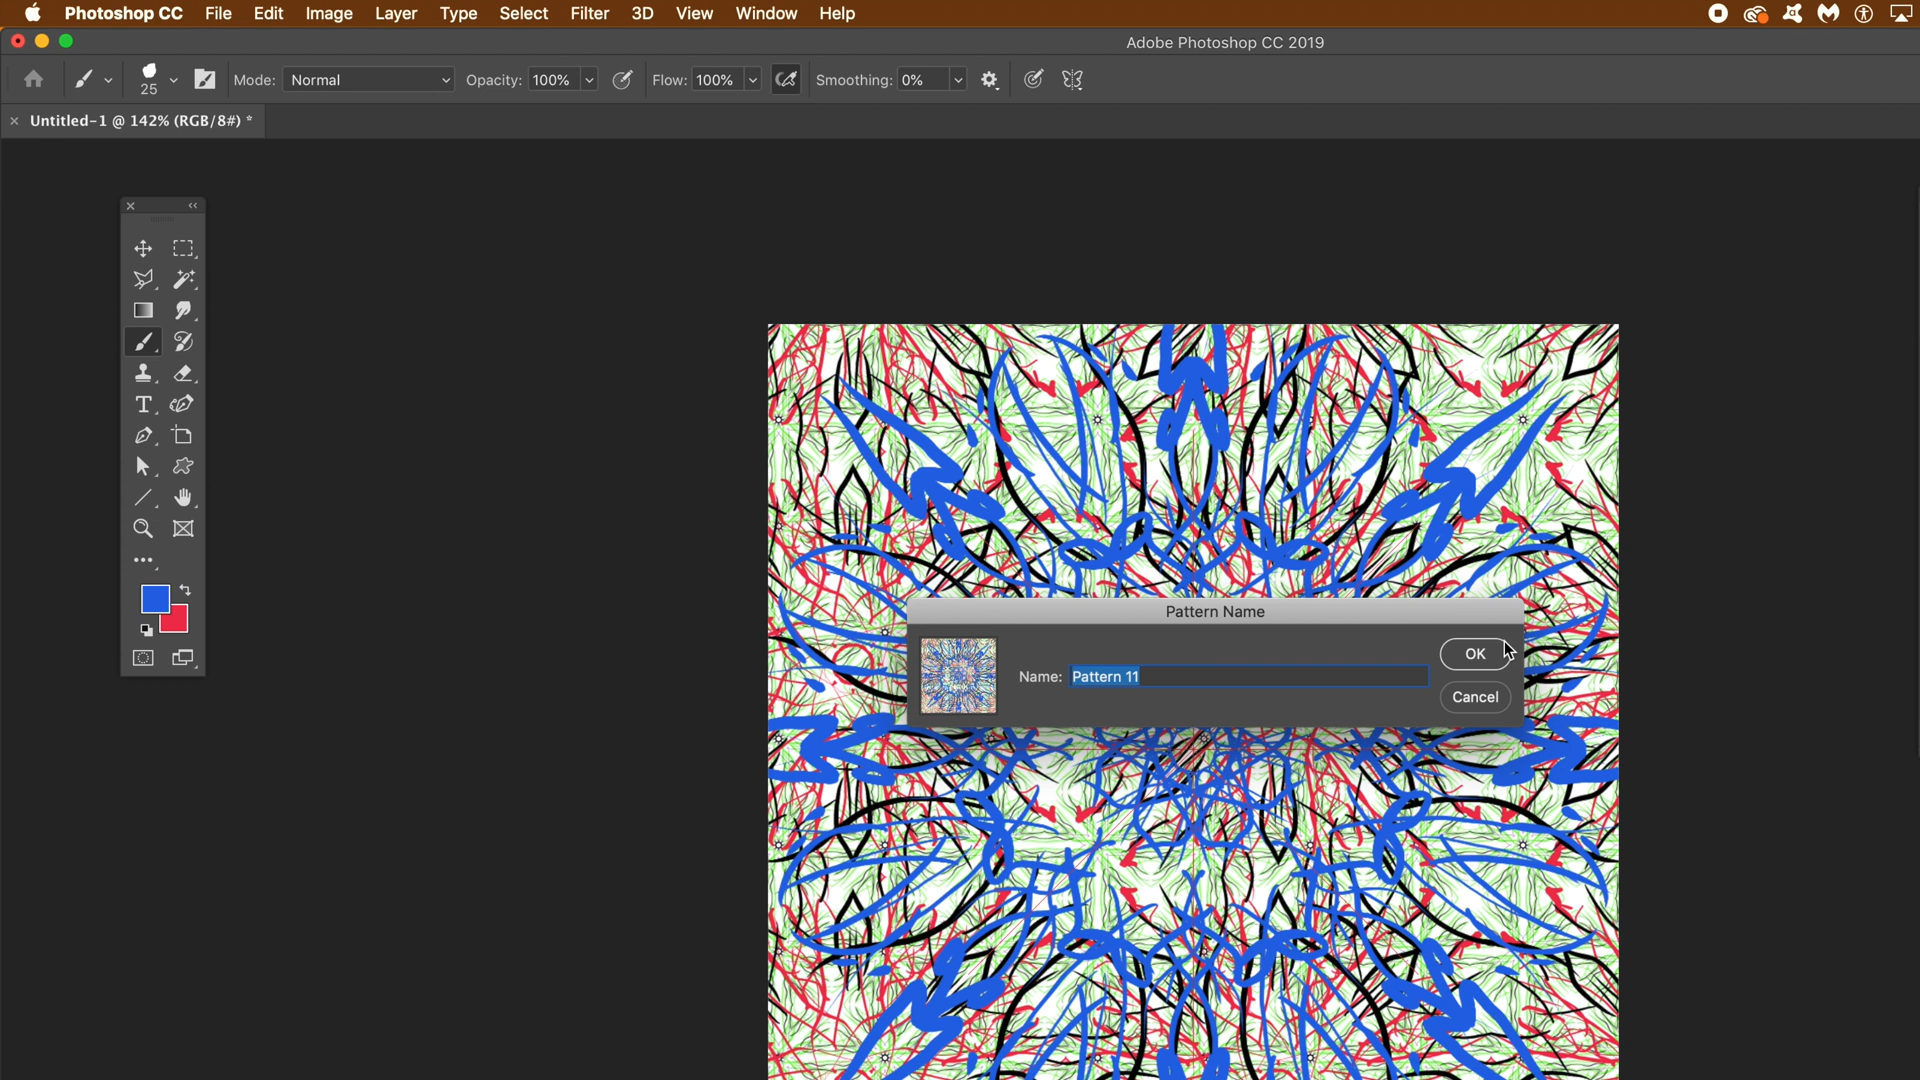 Photoshop CC File Edit Image Layer Type Select Filter 3D View Window Help
Adobe Photoshop CC 2019
25 Mode: Normal Opacity: 100% Flow: 100% Smoothing: 0%
Untitled-1 @ 142% (RGB/8#) *
Pattern Name
Name: Pattern 11
OK
Cancel